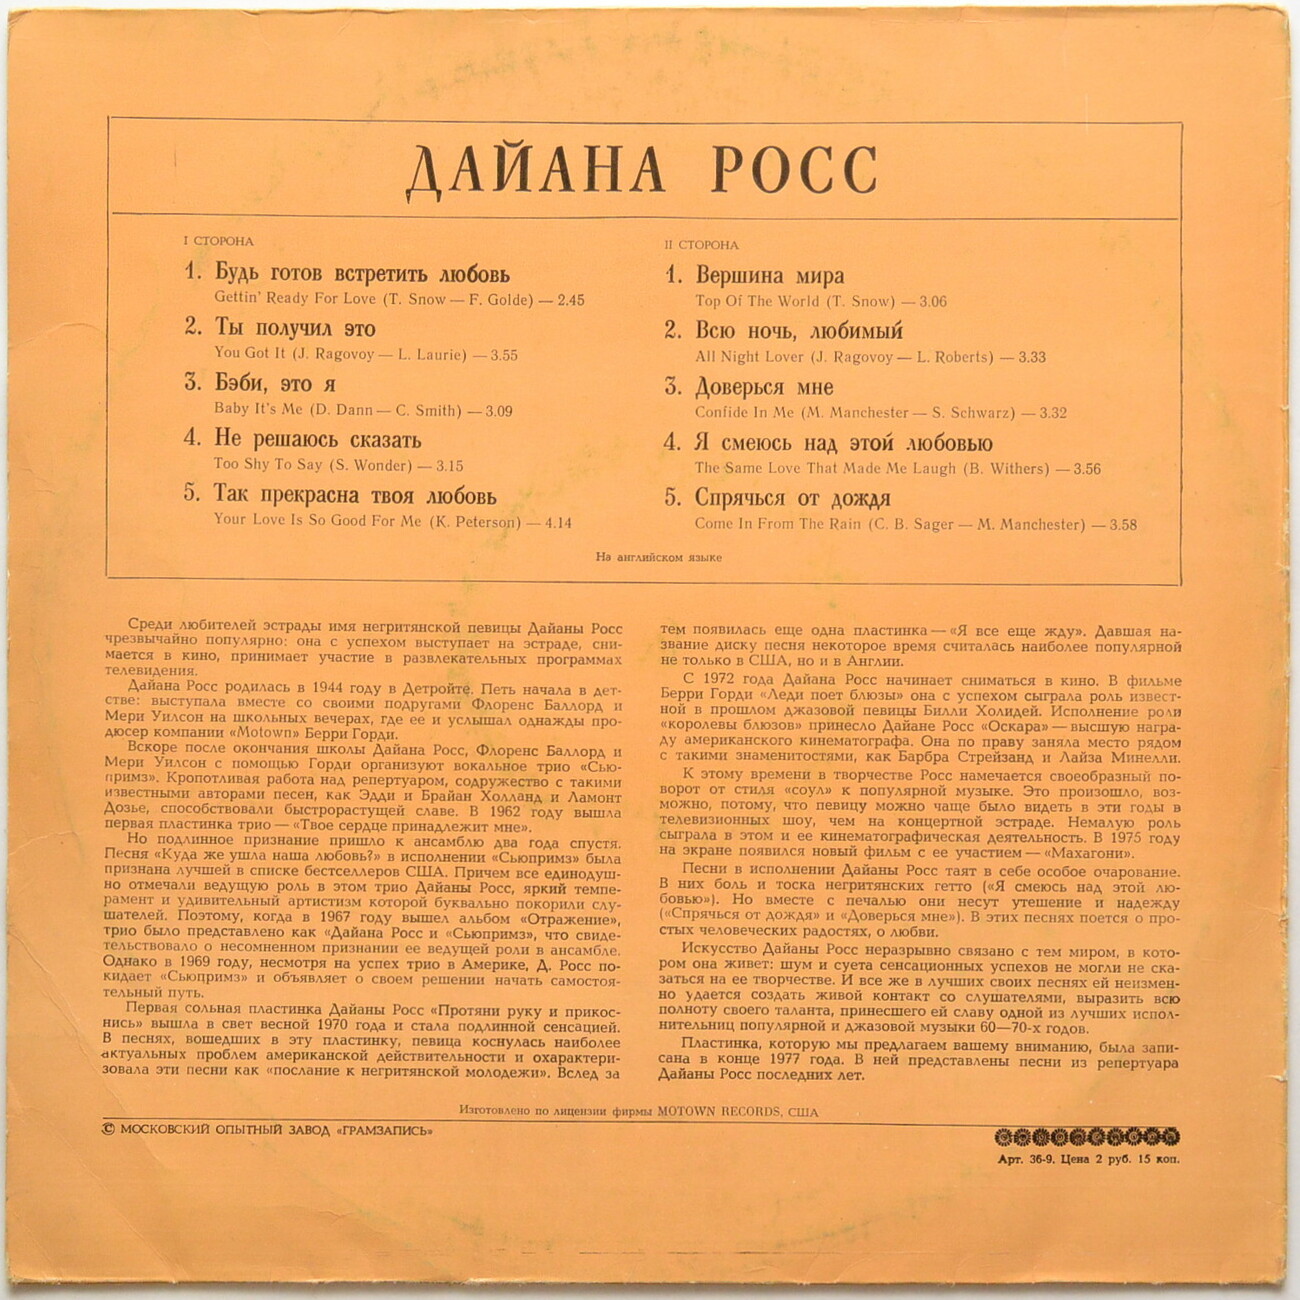 ДАЙАНА РОСС
I СТОРОНА
1. Будь готов встретить любовь
Gettin' Ready For Love (T. Snow — F. Golde) — 2.45
2. Ты получил это
You Got It (J. Ragovoy — L. Laurie) — 3.55
3. Бэби, это я
Baby It's Me (D. Dann — C. Smith) — 3.09
4. Не решаюсь сказать
Too Shy To Say (S. Wonder) — 3.15
5. Так прекрасна твоя любовь
Your Love Is So Good For Me (K. Peterson) — 4.14
II СТОРОНА
1. Вершина мира
Top Of The World (T. Snow) — 3.06
2. Всю ночь, любимый
All Night Lover (J. Ragovoy — L. Roberts) — 3.33
3. Доверься мне
Confide In Me (M. Manchester — S. Schwarz) — 3.32
4. Я смеюсь над этой любовью
The Same Love That Made Me Laugh (B. Withers) — 3.56
5. Спрячься от дождя
Come In From The Rain (C. B. Sager — M. Manchester) — 3.58
На английском языке
Среди любителей эстрады имя негритянской певицы Дайаны Росс
чрезвычайно популярно: она с успехом выступает на эстраде, сни-
мается в кино, принимает участие в развлекательных программах
телевидения.
Дайана Росс родилась в 1944 году в Детройте. Петь начала в дет-
стве: выступала вместе со своими подругами Флоренс Баллорд и
Мери Уилсон на школьных вечерах, где ее и услышал однажды про-
дюсер компании «Motown» Берри Горди.
Вскоре после окончания школы Дайана Росс, Флоренс Баллорд и
Мери Уилсон с помощью Горди организуют вокальное трио «Сью-
примз». Кропотливая работа над репертуаром, содружество с такими
известными авторами песен, как Эдди и Брайан Холланд и Ламонт
Дозье, способствовали быстрорастущей славе. В 1962 году вышла
первая пластинка трио — «Твое сердце принадлежит мне».
Но подлинное признание пришло к ансамблю два года спустя.
Песня «Куда же ушла наша любовь?» в исполнении «Сьюпримз» была
признана лучшей в списке бестселлеров США. Причем все единодуш-
но отмечали ведущую роль в этом трио Дайаны Росс, яркий темпе-
рамент и удивительный артистизм которой буквально покорили слу-
шателей. Поэтому, когда в 1967 году вышел альбом «Отражение»,
трио было представлено как «Дайана Росс и «Сьюпримз», что свиде-
тельствовало о несомненном признании ее ведущей роли в ансамбле.
Однако в 1969 году, несмотря на успех трио в Америке, Д. Росс по-
кидает «Сьюпримз» и объявляет о своем решении начать самостоя-
тельный путь.
Первая сольная пластинка Дайаны Росс «Протяни руку и прикос-
нись» вышла в свет весной 1970 года и стала подлинной сенсацией.
В песнях, вошедших в эту пластинку, певица коснулась наиболее
актуальных проблем американской действительности и охарактери-
зовала эти песни как «послание к негритянской молодежи». Вслед за
тем появилась еще одна пластинка — «Я все еще жду». Давшая на-
звание диску песня некоторое время считалась наиболее популярной
не только в США, но и в Англии.
С 1972 года Дайана Росс начинает сниматься в кино. В фильме
Берри Горди «Леди поет блюзы» она с успехом сыграла роль извест-
ной в прошлом джазовой певицы Билли Холидей. Исполнение роли
«королевы блюзов» принесло Дайане Росс «Оскара» — высшую награ-
ду американского кинематографа. Она по праву заняла место рядом
с такими знаменитостями, как Барбра Стрейзанд и Лайза Минелли.
К этому времени в творчестве Росс намечается своеобразный по-
ворот от стиля «соул» к популярной музыке. Это произошло, воз-
можно, потому, что певицу можно чаще было видеть в эти годы в
телевизионных шоу, чем на концертной эстраде. Немалую роль
сыграла в этом и ее кинематографическая деятельность. В 1975 году
на экране появился новый фильм с ее участием — «Махагони».
Песни в исполнении Дайаны Росс таят в себе особое очарование.
В них боль и тоска негритянских гетто («Я смеюсь над этой лю-
бовью»). Но вместе с печалью они несут утешение и надежду
(«Спрячься от дождя» и «Доверься мне»). В этих песнях поется о про-
стых человеческих радостях, о любви.
Искусство Дайаны Росс неразрывно связано с тем миром, в кото-
ром она живет: шум и суета сенсационных успехов не могли не ска-
заться на ее творчестве. И все же в лучших своих песнях ей неизмен-
но удается создать живой контакт со слушателями, выразить всю
полноту своего таланта, принесшего ей славу одной из лучших испол-
нительниц популярной и джазовой музыки 60—70-х годов.
Пластинка, которую мы предлагаем вашему вниманию, была запи-
сана в конце 1977 года. В ней представлены песни из репертуара
Дайаны Росс последних лет.
Изготовлено по лицензии фирмы MOTOWN RECORDS, США
© МОСКОВСКИЙ ОПЫТНЫЙ ЗАВОД «ГРАМЗАПИСЬ»
Арт. 36-9. Цена 2 руб. 15 коп.